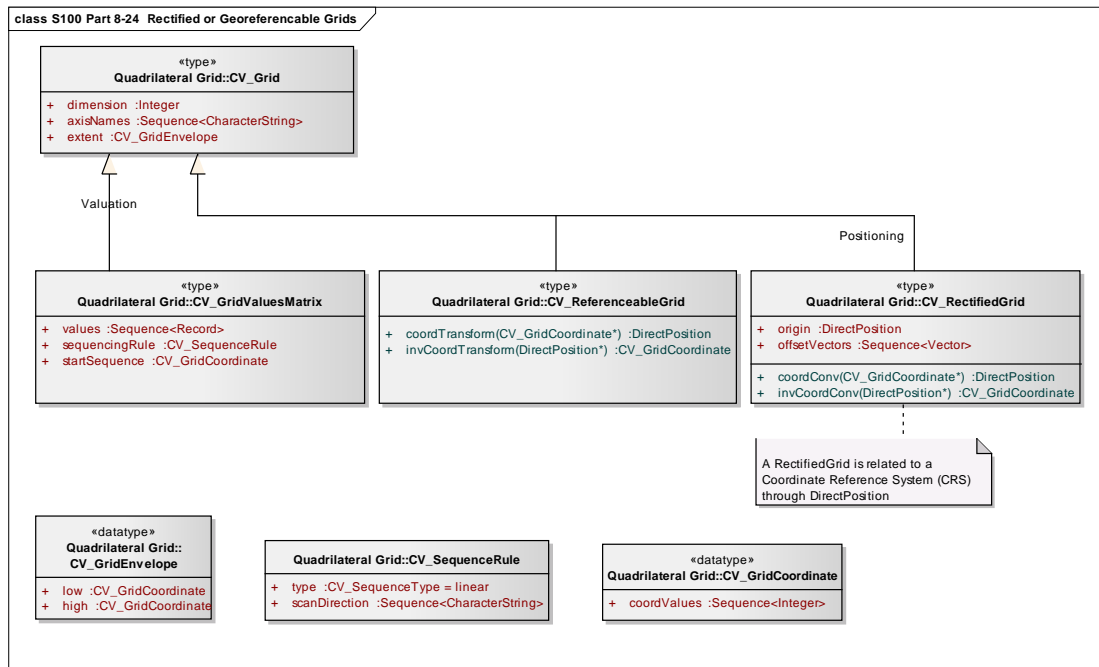 class S100 Part 8-24 Rectified or Georeferencable Grids
«type»
Quadrilateral Grid::CV_Grid
+ dimension :Integer
+ axisNames :Sequence<CharacterString>
+ extent :CV_GridEnvelope
Valuation
Positioning
«type»
Quadrilateral Grid::CV_GridValuesMatrix
+ values :Sequence<Record>
+ sequencingRule :CV_SequenceRule
+ startSequence :CV_GridCoordinate
«type»
Quadrilateral Grid::CV_ReferenceableGrid
+ coordTransform(CV_GridCoordinate*) :DirectPosition
+ invCoordTransform(DirectPosition*) :CV_GridCoordinate
«type»
Quadrilateral Grid::CV_RectifiedGrid
+ origin :DirectPosition
+ offsetVectors :Sequence<Vector>
+ coordConv(CV_GridCoordinate*) :DirectPosition
+ invCoordConv(DirectPosition*) :CV_GridCoordinate
A RectifiedGrid is related to a
Coordinate Reference System (CRS)
through DirectPosition
«datatype»
Quadrilateral Grid::
CV_GridEnvelope
+ low :CV_GridCoordinate
+ high :CV_GridCoordinate
Quadrilateral Grid::CV_SequenceRule
+ type :CV_SequenceType = linear
+ scanDirection :Sequence<CharacterString>
«datatype»
Quadrilateral Grid::CV_GridCoordinate
+ coordValues :Sequence<Integer>